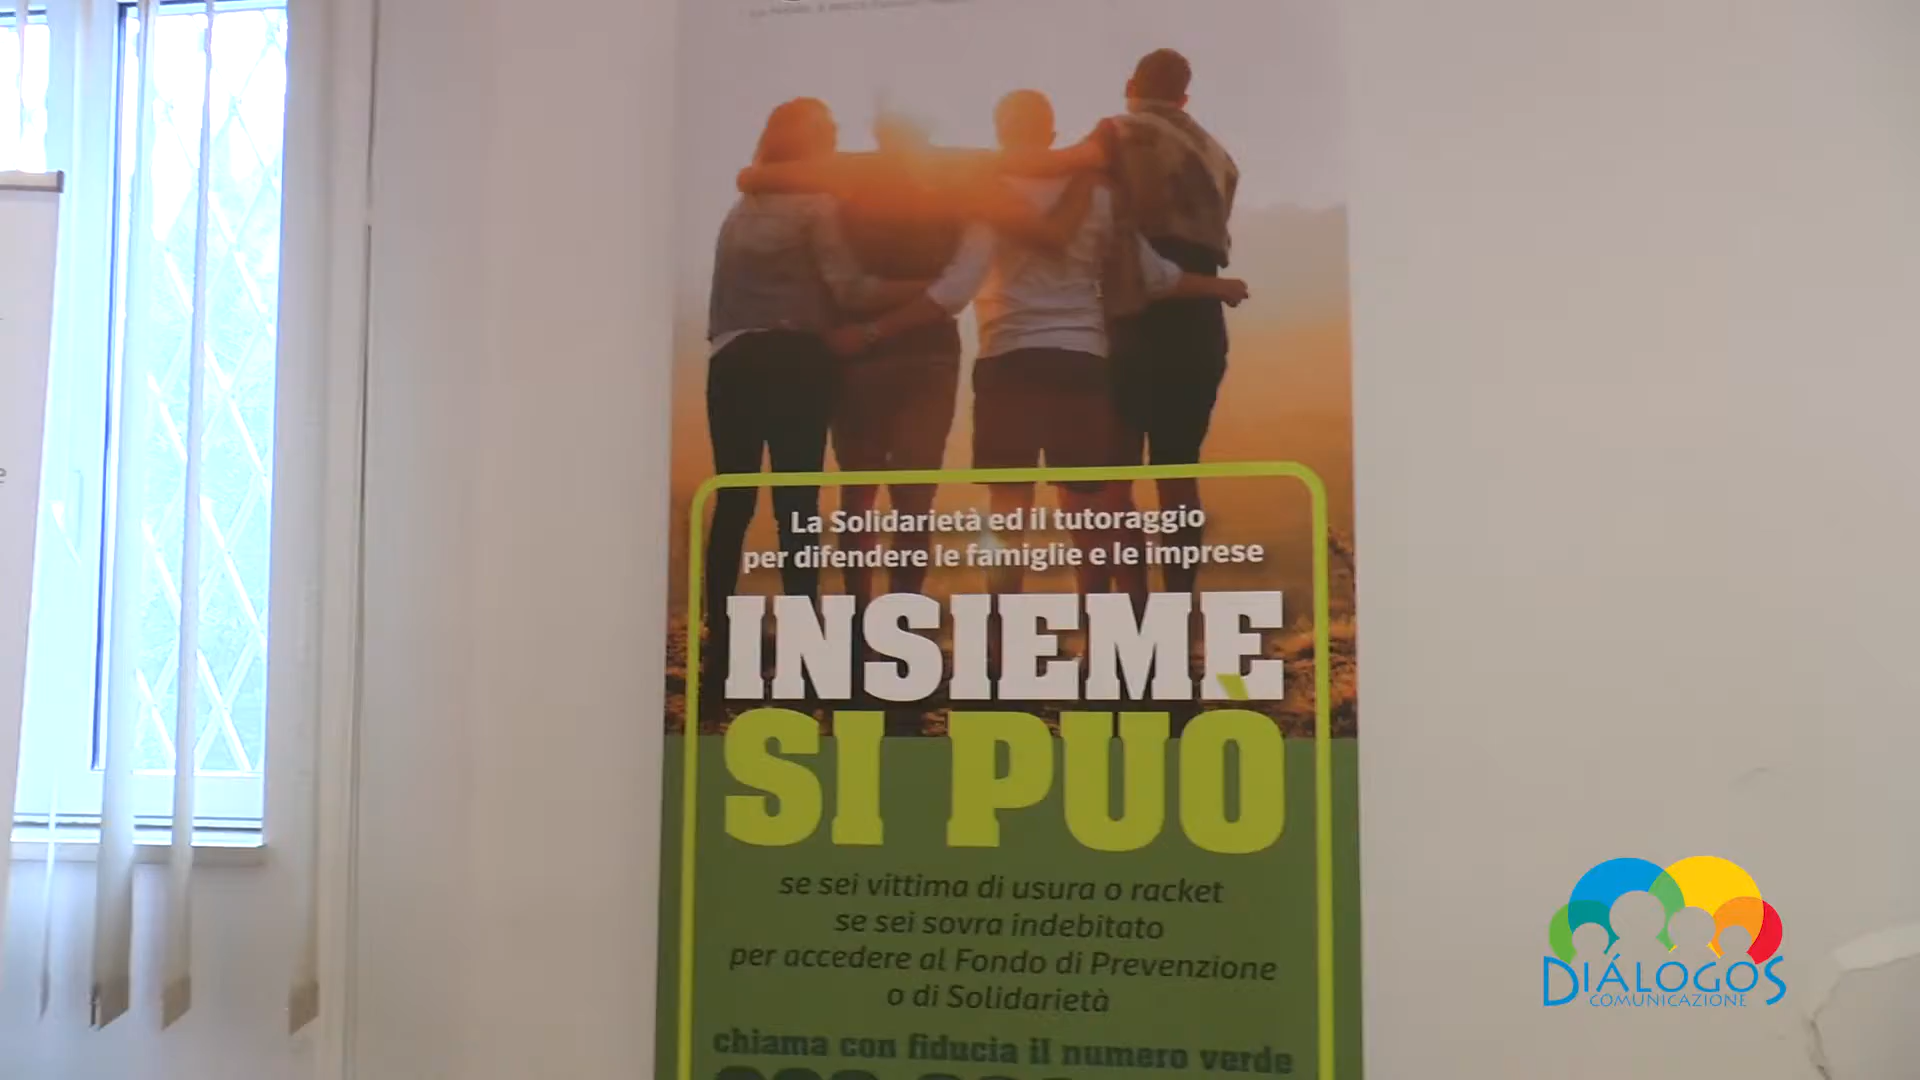 La Solidarietà ed il tutoraggio
per difendere le famiglie e le imprese
INSIEME
SI PUÒ
se sei vittima di usura o racket
se sei sovra indebitato
per accedere al Fondo di Prevenzione
o di Solidarietà
chiama con fiducia il numero verde
DIÁLOGOS
COMUNICAZIONE